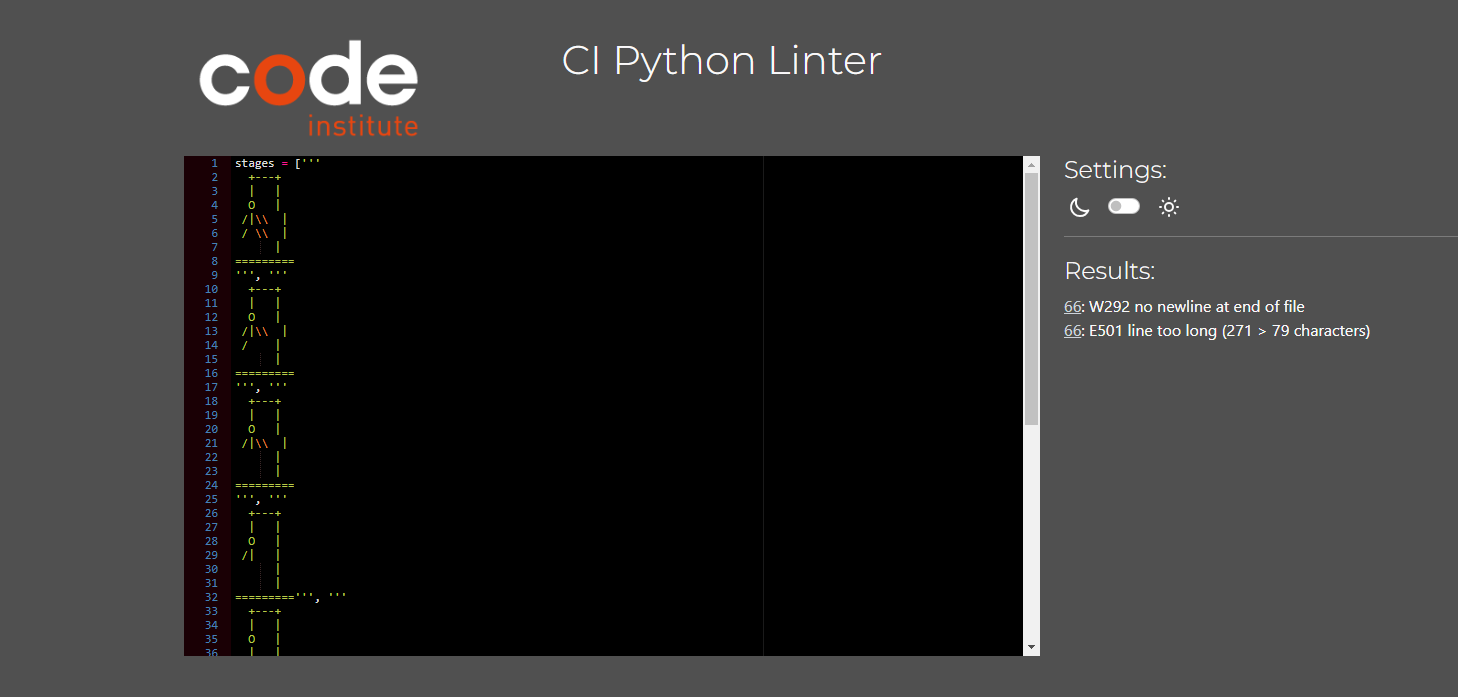 code
institute
CI Python Linter
1 stages = ['''
2   +---+
3   |   |
4   O   |
5  /|\\  |
6  / \\  |
7       |
8 =========
9 ''', '''
10   +---+
11   |   |
12   O   |
13  /|\\  |
14  /    |
15       |
16 =========
17 ''', '''
18   +---+
19   |   |
20   O   |
21  /|\\  |
22       |
23       |
24 =========
25 ''', '''
26   +---+
27   |   |
28   O   |
29  /|   |
30       |
31       |
32 =========''', '''
33   +---+
34   |   |
35   O   |
36   |   |
Settings:
Results:
66: W292 no newline at end of file
66: E501 line too long (271 > 79 characters)